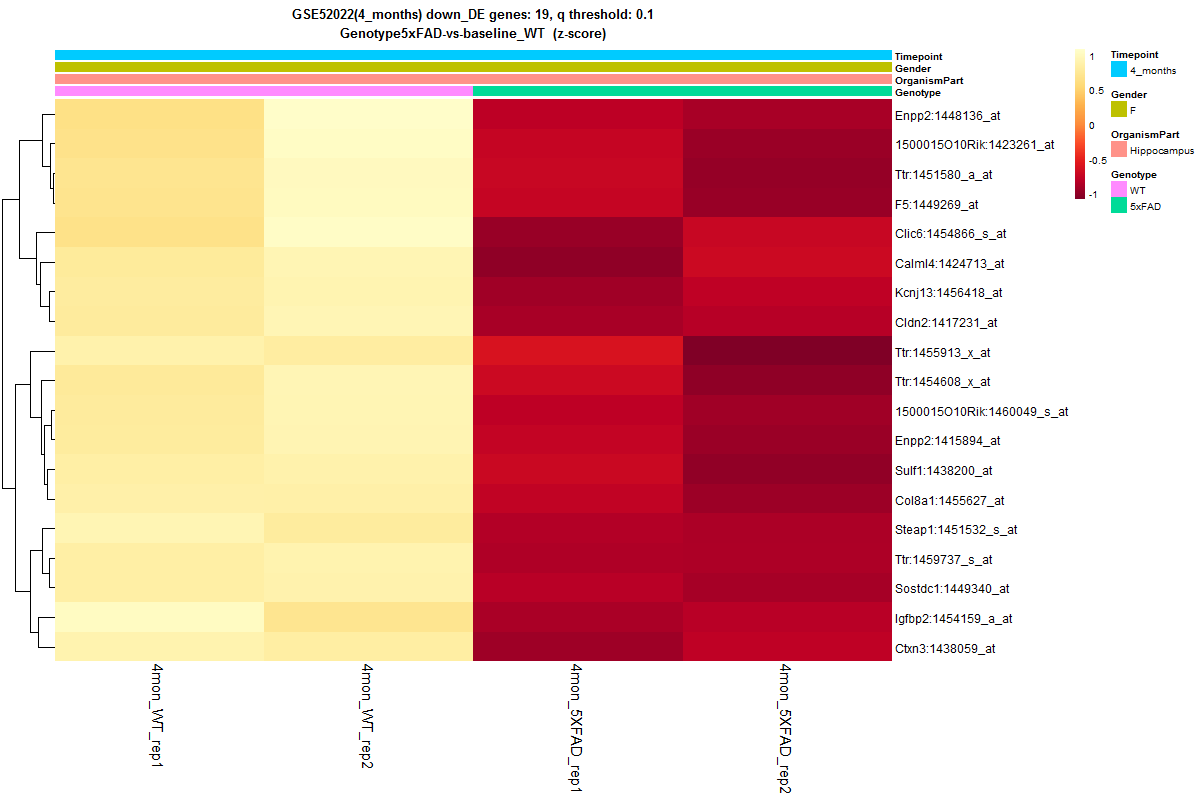 GSE52022(4_months) down_DE genes: 19, q threshold: 0.1
Genotype5xFAD-vs-baseline_WT (z-score)
Timepoint
Gender
OrganismPart
Genotype
Enpp2:1448136_at
1500015O10Rik:1423261_at
Ttr:1451580_a_at
F5:1449269_at
Clic6:1454866_s_at
Calml4:1424713_at
Kcnj13:1456418_at
Cldn2:1417231_at
Ttr:1455913_x_at
Ttr:1454608_x_at
1500015O10Rik:1460049_s_at
Enpp2:1415894_at
Sulf1:1438200_at
Col8a1:1455627_at
Steap1:1451532_s_at
Ttr:1459737_s_at
Sostdc1:1449340_at
Igfbp2:1454159_a_at
Ctxn3:1438059_at
4mon_WT_rep1
4mon_WT_rep2
4mon_5XFAD_rep1
4mon_5XFAD_rep2
1
0.5
0
-0.5
-1
Timepoint
4_months
Gender
F
OrganismPart
Hippocampus
Genotype
WT
5xFAD